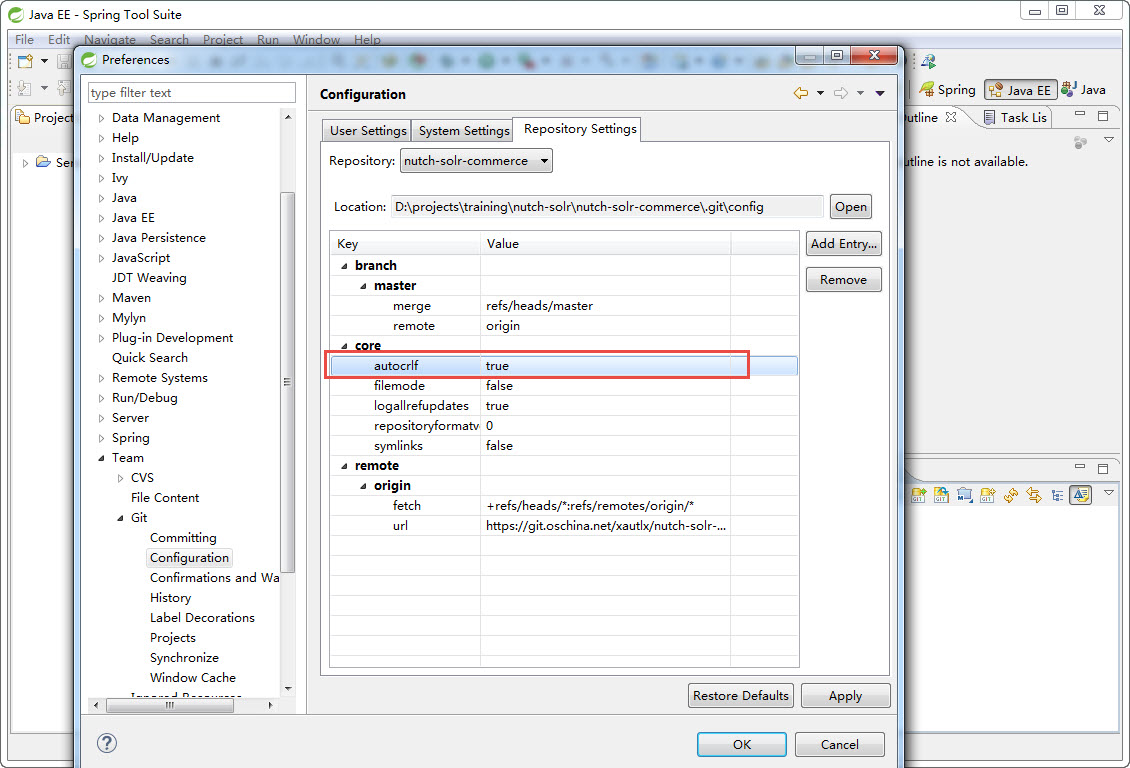 Java EE - Spring Tool Suite
File Edit Navigate Search Project Run Window Help
Preferences
type filter text
Data Management
Help
Install/Update
Ivy
Java
Java EE
Java Persistence
JavaScript
JDT Weaving
Maven
Mylyn
Plug-in Development
Quick Search
Remote Systems
Run/Debug
Server
Spring
Team
CVS
File Content
Git
Committing
Configuration
Confirmations and Wa
History
Label Decorations
Projects
Synchronize
Window Cache
Ignored Resources
Configuration
User Settings System Settings Repository Settings
Repository: nutch-solr-commerce
Location: D:\projects\training\nutch-solr\nutch-solr-commerce\.git\config Open
Key Value
Add Entry...
Remove
branch
master
merge refs/heads/master
remote origin
core
autocrlf true
filemode false
logallrefupdates true
repositoryformatv 0
symlinks false
remote
origin
fetch +refs/heads/*:refs/remotes/origin/*
url https://git.oschina.net/xautlx/nutch-solr-...
Restore Defaults Apply
OK Cancel
Spring Java EE Java
Project
Ser
utline Task Lis
utline is not available.